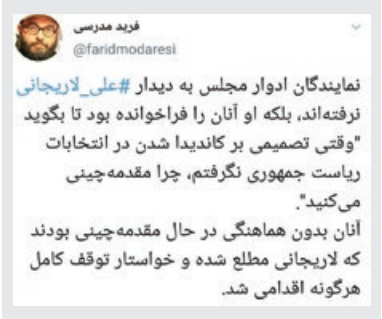 فرید مدرسی
@faridmodaresi
نمایندگان ادوار مجلس به دیدار #علی_لاریجانی
نرفته‌اند، بلکه او آنان را فراخوانده بود تا بگوید
"وقتی تصمیمی بر کاندیدا شدن در انتخابات
ریاست جمهوری نگرفتم، چرا مقدمه‌چینی
می‌کنید".
آنان بدون هماهنگی در حال مقدمه‌چینی بودند
که لاریجانی مطلع شده و خواستار توقف کامل
هرگونه اقدامی شد.